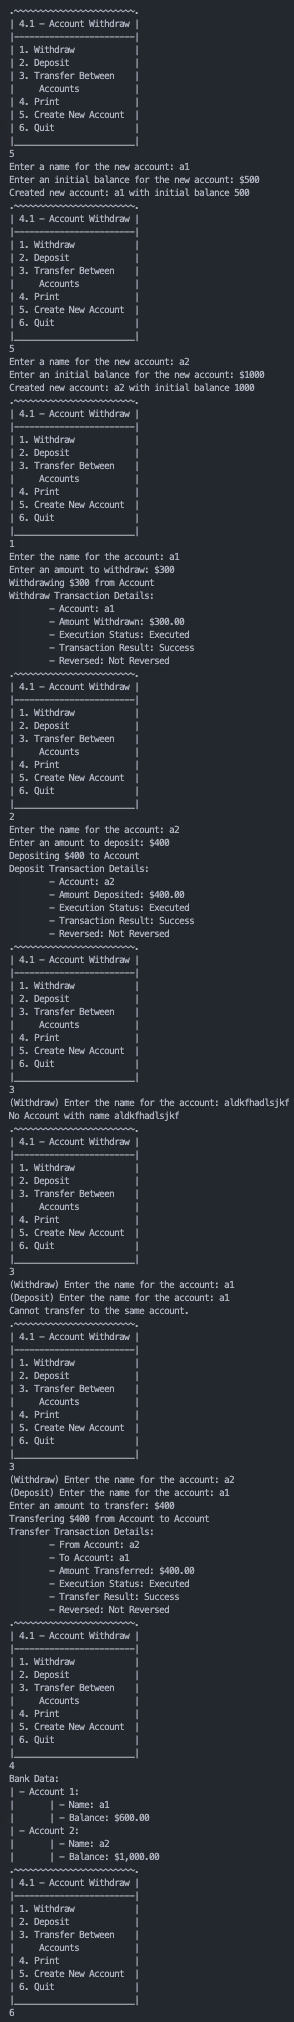 .~~~~~~~~~~~~~~~~~~~~~~~~.
| 4.1 - Account Withdraw |
|------------------------|
| 1. Withdraw            |
| 2. Deposit             |
| 3. Transfer Between    |
|     Accounts           |
| 4. Print               |
| 5. Create New Account  |
| 6. Quit                |
|________________________|
5
Enter a name for the new account: a1
Enter an initial balance for the new account: $500
Created new account: a1 with initial balance 500
.~~~~~~~~~~~~~~~~~~~~~~~~.
| 4.1 - Account Withdraw |
|------------------------|
| 1. Withdraw            |
| 2. Deposit             |
| 3. Transfer Between    |
|     Accounts           |
| 4. Print               |
| 5. Create New Account  |
| 6. Quit                |
|________________________|
5
Enter a name for the new account: a2
Enter an initial balance for the new account: $1000
Created new account: a2 with initial balance 1000
.~~~~~~~~~~~~~~~~~~~~~~~~.
| 4.1 - Account Withdraw |
|------------------------|
| 1. Withdraw            |
| 2. Deposit             |
| 3. Transfer Between    |
|     Accounts           |
| 4. Print               |
| 5. Create New Account  |
| 6. Quit                |
|________________________|
1
Enter the name for the account: a1
Enter an amount to withdraw: $300
Withdrawing $300 from Account
Withdraw Transaction Details:
        - Account: a1
        - Amount Withdrawn: $300.00
        - Execution Status: Executed
        - Transaction Result: Success
        - Reversed: Not Reversed
.~~~~~~~~~~~~~~~~~~~~~~~~.
| 4.1 - Account Withdraw |
|------------------------|
| 1. Withdraw            |
| 2. Deposit             |
| 3. Transfer Between    |
|     Accounts           |
| 4. Print               |
| 5. Create New Account  |
| 6. Quit                |
|________________________|
2
Enter the name for the account: a2
Enter an amount to deposit: $400
Depositing $400 to Account
Deposit Transaction Details:
        - Account: a2
        - Amount Deposited: $400.00
        - Execution Status: Executed
        - Transaction Result: Success
        - Reversed: Not Reversed
.~~~~~~~~~~~~~~~~~~~~~~~~.
| 4.1 - Account Withdraw |
|------------------------|
| 1. Withdraw            |
| 2. Deposit             |
| 3. Transfer Between    |
|     Accounts           |
| 4. Print               |
| 5. Create New Account  |
| 6. Quit                |
|________________________|
3
(Withdraw) Enter the name for the account: aldkfhadlsjkf
No Account with name aldkfhadlsjkf
.~~~~~~~~~~~~~~~~~~~~~~~~.
| 4.1 - Account Withdraw |
|------------------------|
| 1. Withdraw            |
| 2. Deposit             |
| 3. Transfer Between    |
|     Accounts           |
| 4. Print               |
| 5. Create New Account  |
| 6. Quit                |
|________________________|
3
(Withdraw) Enter the name for the account: a1
(Deposit) Enter the name for the account: a1
Cannot transfer to the same account.
.~~~~~~~~~~~~~~~~~~~~~~~~.
| 4.1 - Account Withdraw |
|------------------------|
| 1. Withdraw            |
| 2. Deposit             |
| 3. Transfer Between    |
|     Accounts           |
| 4. Print               |
| 5. Create New Account  |
| 6. Quit                |
|________________________|
3
(Withdraw) Enter the name for the account: a2
(Deposit) Enter the name for the account: a1
Enter an amount to transfer: $400
Transfering $400 from Account to Account
Transfer Transaction Details:
        - From Account: a2
        - To Account: a1
        - Amount Transferred: $400.00
        - Execution Status: Executed
        - Transfer Result: Success
        - Reversed: Not Reversed
.~~~~~~~~~~~~~~~~~~~~~~~~.
| 4.1 - Account Withdraw |
|------------------------|
| 1. Withdraw            |
| 2. Deposit             |
| 3. Transfer Between    |
|     Accounts           |
| 4. Print               |
| 5. Create New Account  |
| 6. Quit                |
|________________________|
4
Bank Data:
| - Account 1:
|       | - Name: a1
|       | - Balance: $600.00
| - Account 2:
|       | - Name: a2
|       | - Balance: $1,000.00
.~~~~~~~~~~~~~~~~~~~~~~~~.
| 4.1 - Account Withdraw |
|------------------------|
| 1. Withdraw            |
| 2. Deposit             |
| 3. Transfer Between    |
|     Accounts           |
| 4. Print               |
| 5. Create New Account  |
| 6. Quit                |
|________________________|
6